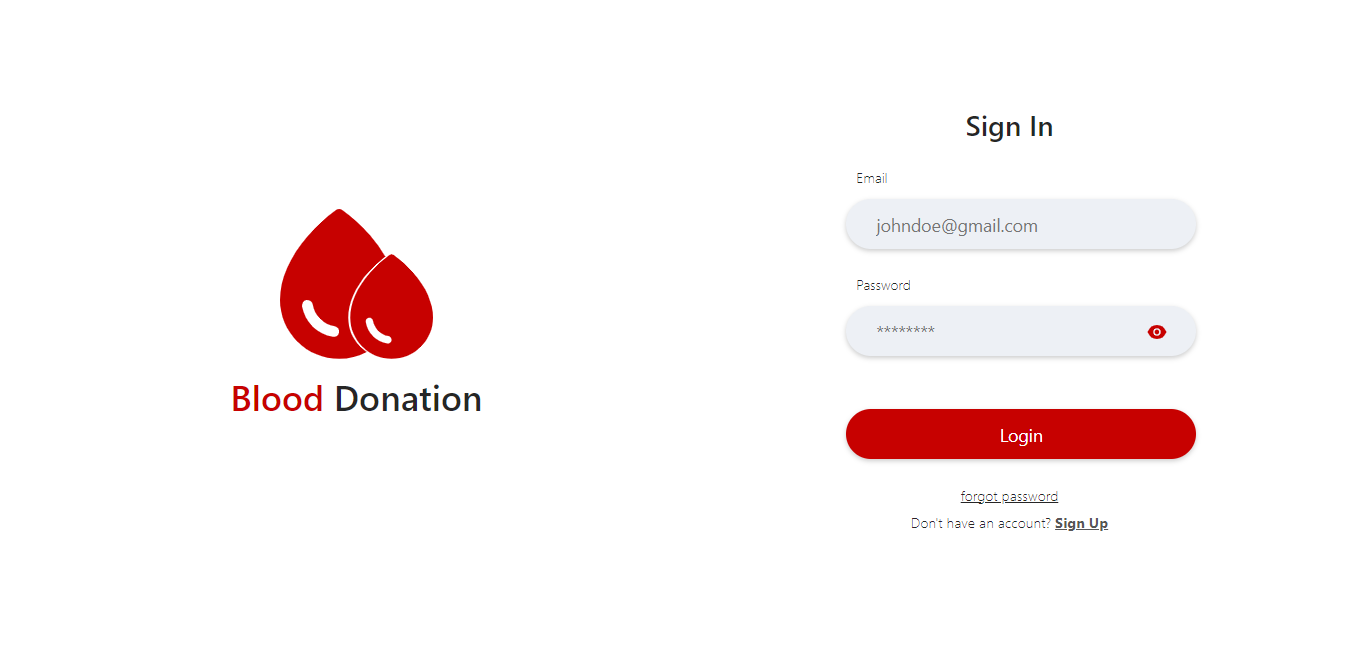 Blood Donation
Sign In
Email
johndoe@gmail.com
Password
********
Login
forgot password
Don't have an account? Sign Up